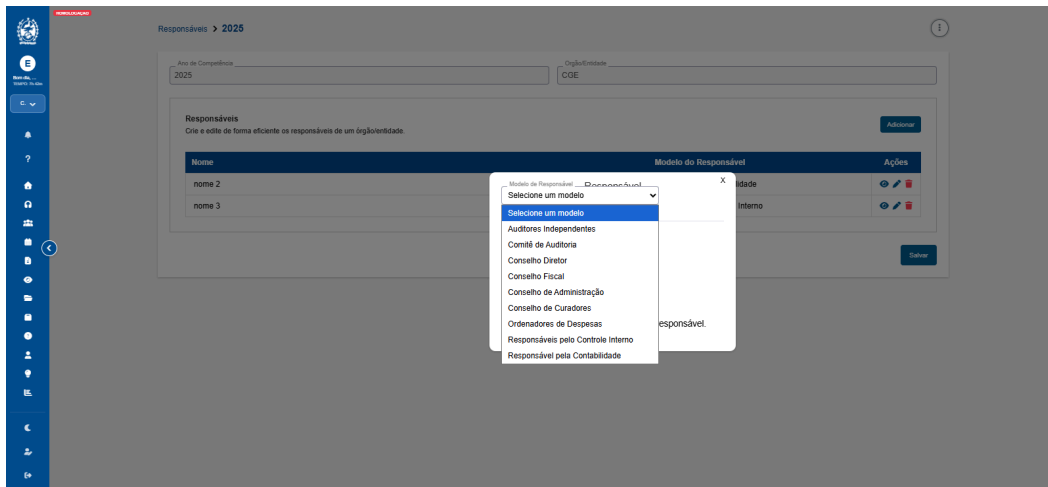 HOMOLOGAÇÃO
Responsáveis > 2025
E
Bom dia, ...
C.
?
Ano de Competência
2025
Órgão/Entidade
CGE
Responsáveis
Crie e edite de forma eficiente os responsáveis de um órgão/entidade.
Adicionar
Nome
Modelo do Responsável
Ações
nome 2
lidade
nome 3
Interno
Salvar
Responsável
X
Modelo de Responsável
Selecione um modelo
Selecione um modelo
Auditores Independentes
Comitê de Auditoria
Conselho Diretor
Conselho Fiscal
Conselho de Administração
Conselho de Curadores
Ordenadores de Despesas
esponsável.
Responsáveis pelo Controle Interno
Responsável pela Contabilidade